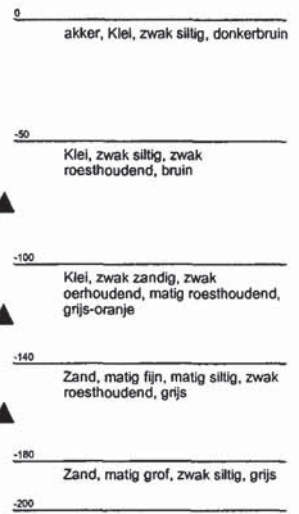 0
akker, Klei, zwak siltig, donkerbruin
-50
Klei, zwak siltig, zwak
roesthoudend, bruin
-100
Klei, zwak zandig, zwak
oerhoudend, matig roesthoudend,
grijs-oranje
-140
Zand, matig fijn, matig siltig, zwak
roesthoudend, grijs
-180
Zand, matig grof, zwak siltig, grijs
-200